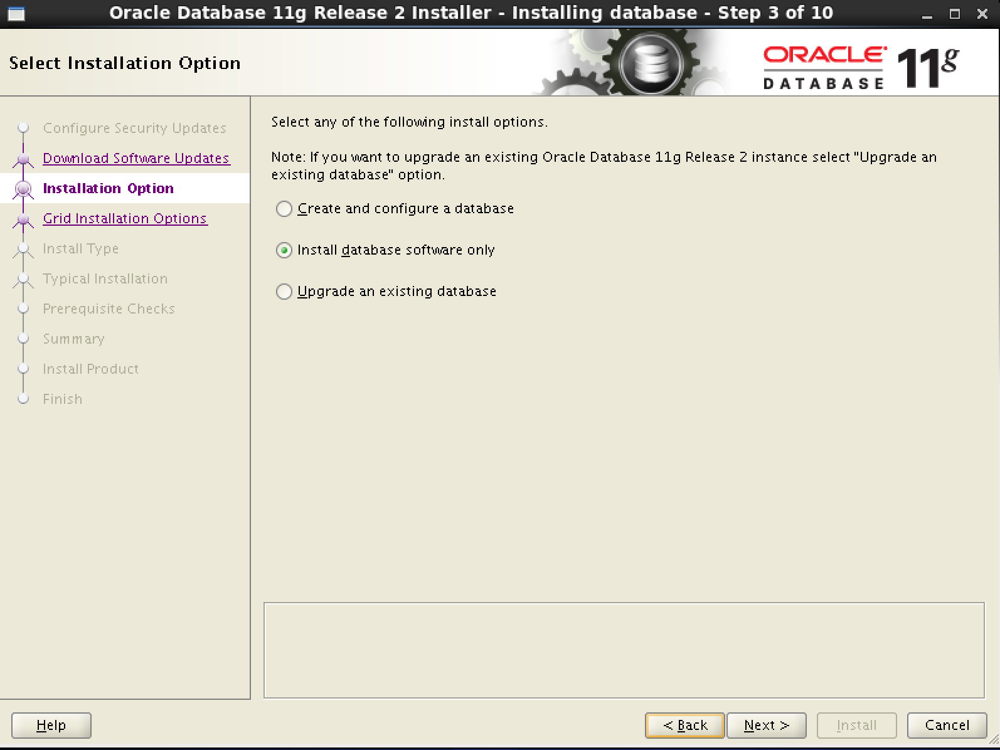 Oracle Database 11g Release 2 Installer - Installing database - Step 3 of 10
Select Installation Option
ORACLE
DATABASE
11g
Configure Security Updates
Download Software Updates
Installation Option
Grid Installation Options
Install Type
Typical Installation
Prerequisite Checks
Summary
Install Product
Finish
Select any of the following install options.
Note: If you want to upgrade an existing Oracle Database 11g Release 2 instance select "Upgrade an
existing database" option.
Create and configure a database
Install database software only
Upgrade an existing database
Help
< Back
Next >
Install
Cancel